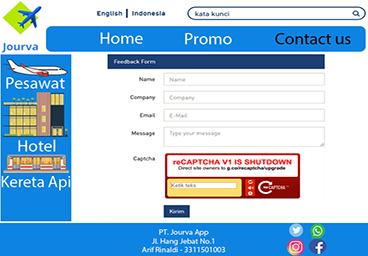 English | Indonesia
kata kunci
Jourva
Home Promo Contact us
Pesawat
Hotel
Kereta Api
Feedback Form
Name Name
Company Company
Email E-Mail
Message Type your message
Captcha
reCAPTCHA V1 IS SHUTDOWN
Direct site owners to g.co/recaptcha/upgrade
Ketik teks
reCAPTCHA
Kirim
PT. Jourva App
Jl. Hang Jebat No.1
Arif Rinaldi - 3311501003